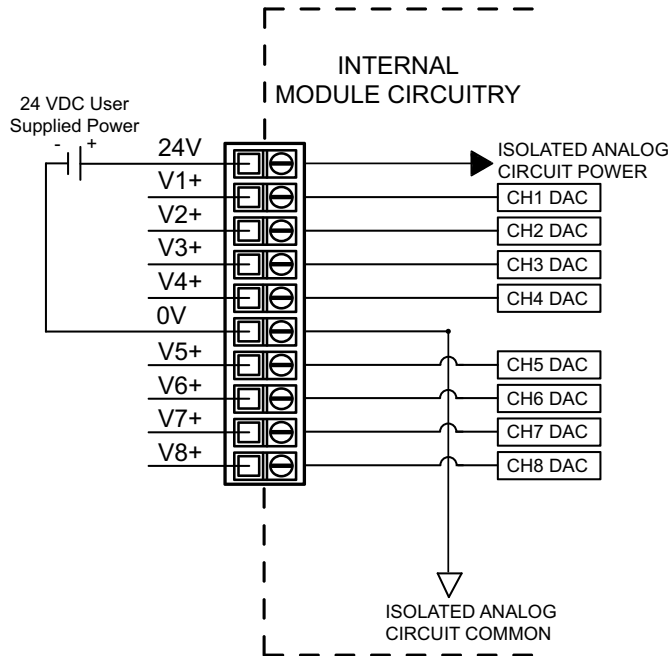 INTERNAL
MODULE CIRCUITRY
24 VDC User
Supplied Power
- +
24V
ISOLATED ANALOG
CIRCUIT POWER
V1+
CH1 DAC
V2+
CH2 DAC
V3+
CH3 DAC
V4+
CH4 DAC
0V
V5+
CH5 DAC
V6+
CH6 DAC
V7+
CH7 DAC
V8+
CH8 DAC
ISOLATED ANALOG
CIRCUIT COMMON